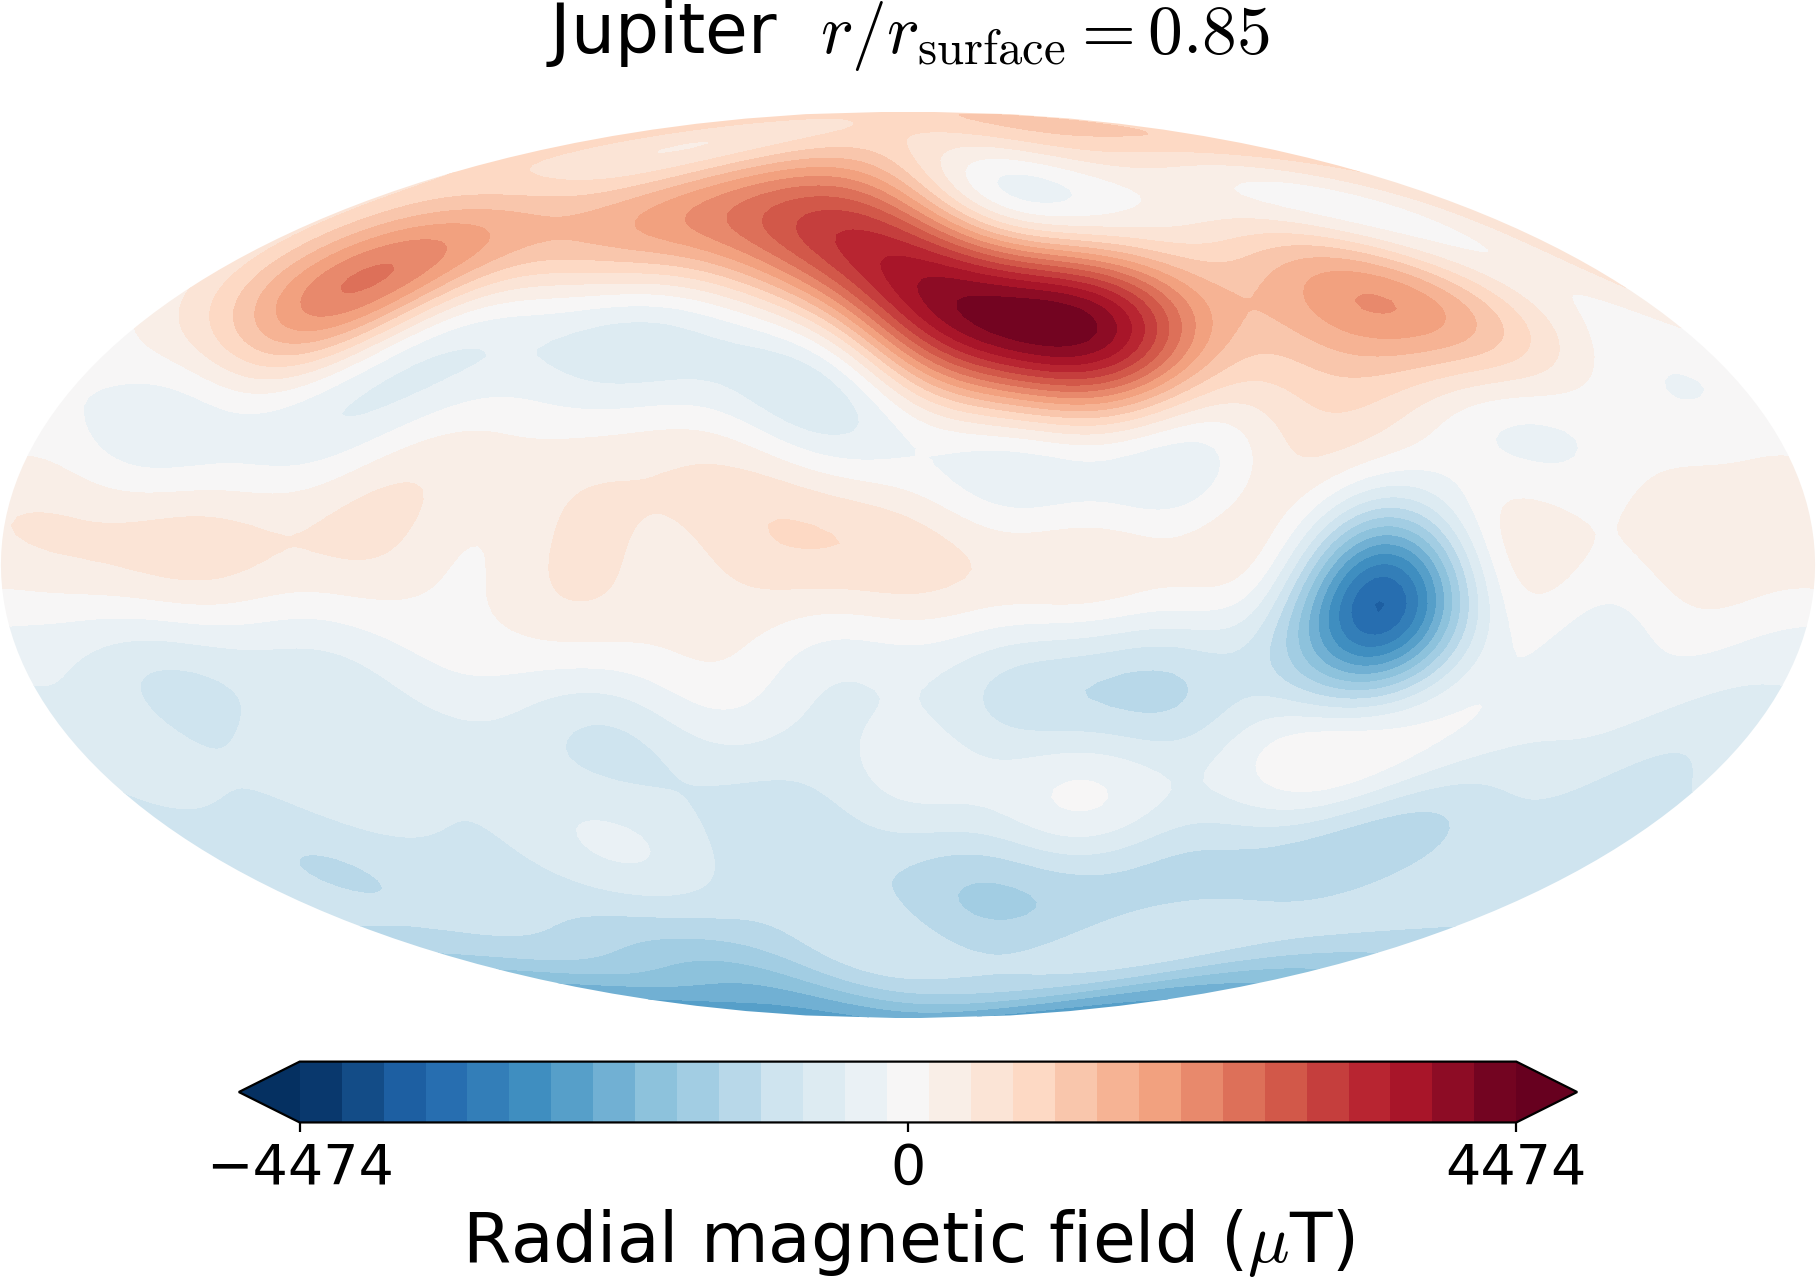 Jupiter r/r_surface = 0.85
−4474 0 4474
Radial magnetic field (μT)